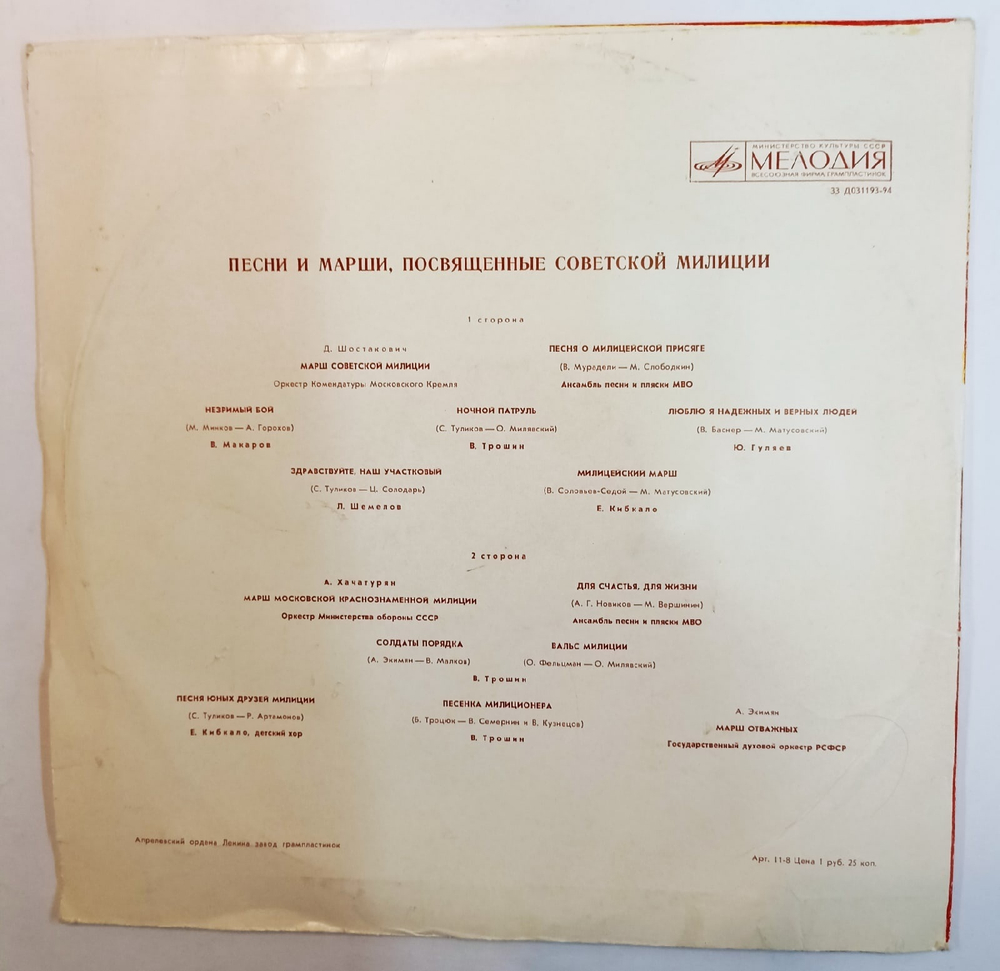 МИНИСТЕРСТВО КУЛЬТУРЫ СССР
МЕЛОДИЯ
ВСЕСОЮЗНАЯ ФИРМА ГРАМПЛАСТИНОК
33 Д031193-94
ПЕСНИ И МАРШИ, ПОСВЯЩЕННЫЕ СОВЕТСКОЙ МИЛИЦИИ
1 сторона
Д. Шостакович
МАРШ СОВЕТСКОЙ МИЛИЦИИ
Оркестр Комендатуры Московского Кремля
ПЕСНЯ О МИЛИЦЕЙСКОЙ ПРИСЯГЕ
(В. Мурадели — М. Слободкин)
Ансамбль песни и пляски МВО
НЕЗРИМЫЙ БОЙ
(М. Минков — А. Горохов)
В. Макаров
НОЧНОЙ ПАТРУЛЬ
(С. Туликов — О. Милявский)
В. Трошин
ЛЮБЛЮ Я НАДЕЖНЫХ И ВЕРНЫХ ЛЮДЕЙ
(В. Баснер — М. Матусовский)
Ю. Гуляев
ЗДРАВСТВУЙТЕ, НАШ УЧАСТКОВЫЙ
(С. Туликов — Ц. Солодарь)
Л. Шемелов
МИЛИЦЕЙСКИЙ МАРШ
(В. Соловьев-Седой — М. Матусовский)
Е. Кибкало
2 сторона
А. Хачатурян
МАРШ МОСКОВСКОЙ КРАСНОЗНАМЕННОЙ МИЛИЦИИ
Оркестр Министерства обороны СССР
ДЛЯ СЧАСТЬЯ, ДЛЯ ЖИЗНИ
(А. Г. Новиков — М. Вершинин)
Ансамбль песни и пляски МВО
СОЛДАТЫ ПОРЯДКА
(А. Экимян — В. Малков)
ВАЛЬС МИЛИЦИИ
(О. Фельцман — О. Милявский)
В. Трошин
ПЕСНЯ ЮНЫХ ДРУЗЕЙ МИЛИЦИИ
(С. Туликов — Р. Артамонов)
Е. Кибкало, детский хор
ПЕСЕНКА МИЛИЦИОНЕРА
(Б. Троцюк — В. Семернин и В. Кузнецов)
В. Трошин
А. Экимян
МАРШ ОТВАЖНЫХ
Государственный духовой оркестр РСФСР
Апрелевский ордена Ленина завод грампластинок
Арт. 11-8 Цена 1 руб. 25 коп.